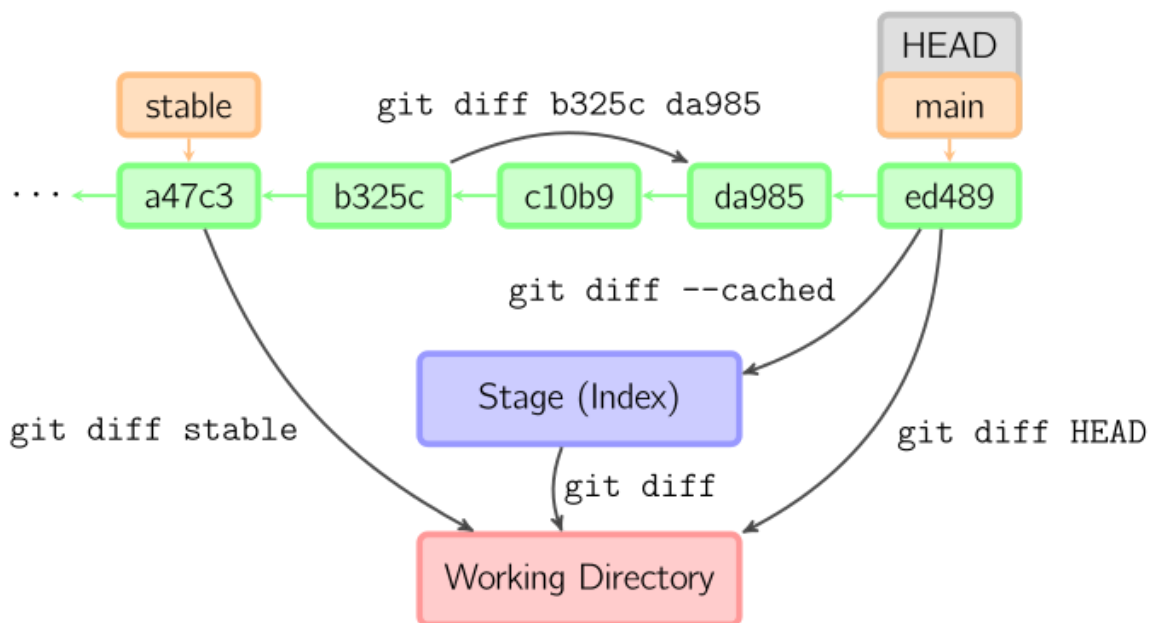 HEAD
stable
git diff b325c da985
main
...
a47c3
b325c
c10b9
da985
ed489
git diff --cached
Stage (Index)
git diff stable
git diff HEAD
git diff
Working Directory